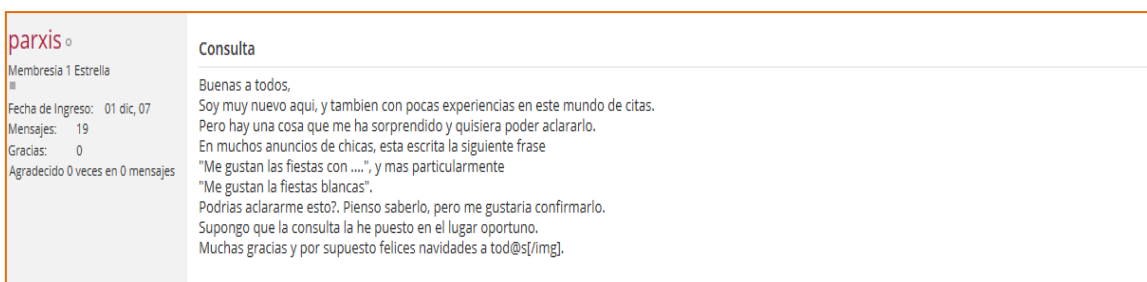 parxis
Membresia 1 Estrella
Fecha de Ingreso: 01 dic, 07
Mensajes: 19
Gracias: 0
Agradecido 0 veces en 0 mensajes
Consulta
Buenas a todos,
Soy muy nuevo aqui, y tambien con pocas experiencias en este mundo de citas.
Pero hay una cosa que me ha sorprendido y quisiera poder aclararlo.
En muchos anuncios de chicas, esta escrita la siguiente frase
"Me gustan las fiestas con ....", y mas particularmente
"Me gustan la fiestas blancas".
Podrias aclararme esto?. Pienso saberlo, pero me gustaria confirmarlo.
Supongo que la consulta la he puesto en el lugar oportuno.
Muchas gracias y por supuesto felices navidades a tod@s[/img].